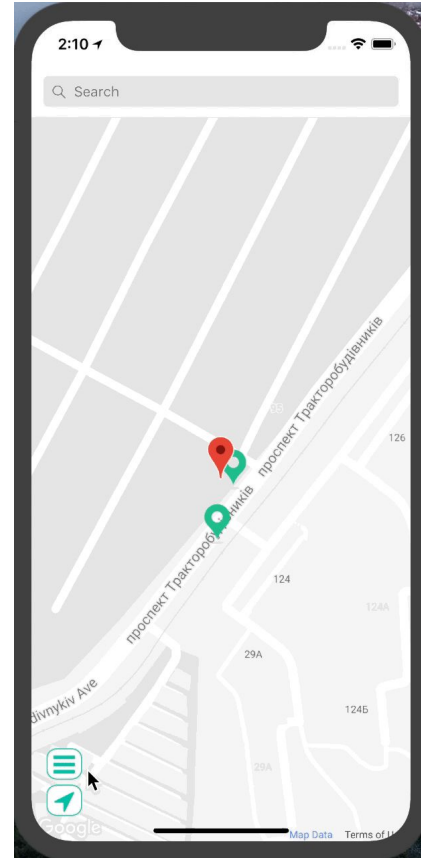 2:10
Search
проспект Тракторобудівників
126
проспект Тракторобудівників
124
124А
29А
divnykiv Ave
124Б
29А
Google
Map Data
Terms of U